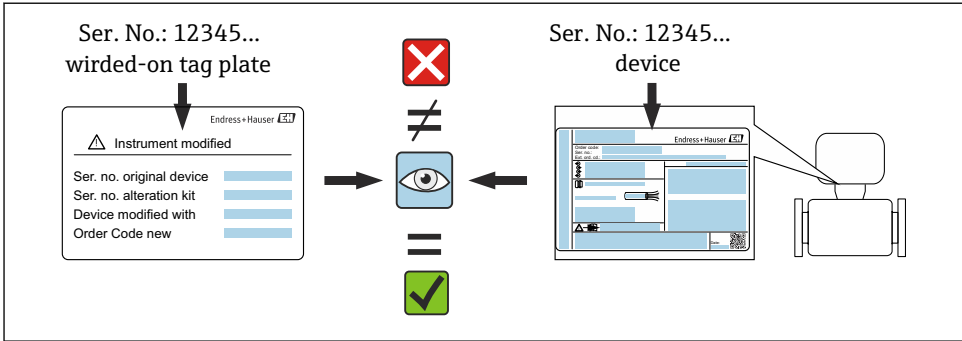 Ser. No.: 12345...
wirded-on tag plate
Endress+Hauser EH
Instrument modified
Ser. no. original device
Ser. no. alteration kit
Device modified with
Order Code new
Ser. No.: 12345...
device
Endress+Hauser EH
Order code:
Ser. no.:
Ext. ord. cd.:
Date: